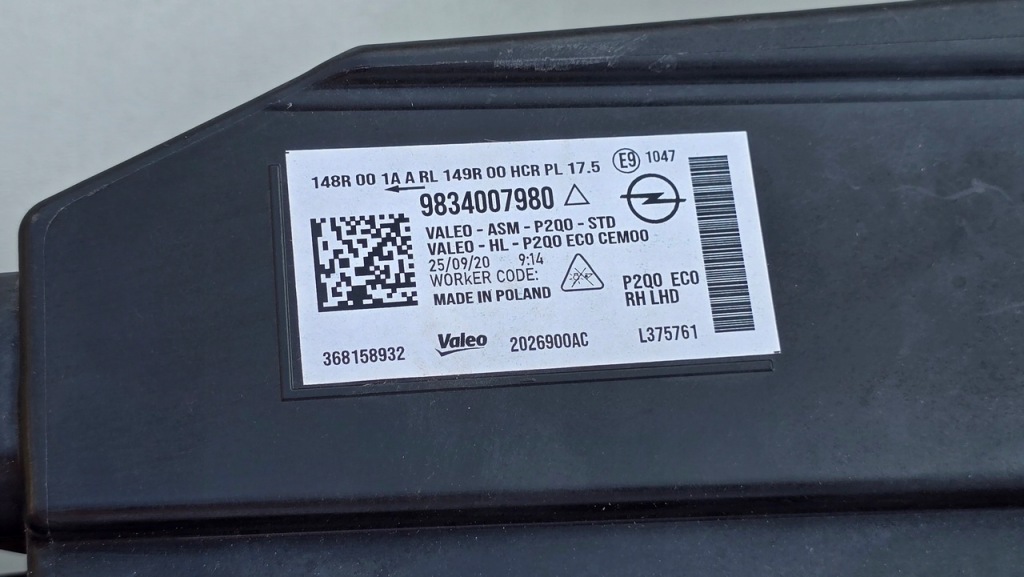 148R 00 1A A RL 149R 00 HCR PL 17.5 E9 1047
9834007980
VALEO - ASM - P2Q0 - STD
VALEO - HL - P2Q0 ECO CEM00
25/09/20 9:14
WORkER CODE:
MADE IN POLAND
P2Q0 ECO
RH LHD
368158932
Valeo
2026900AC
L375761